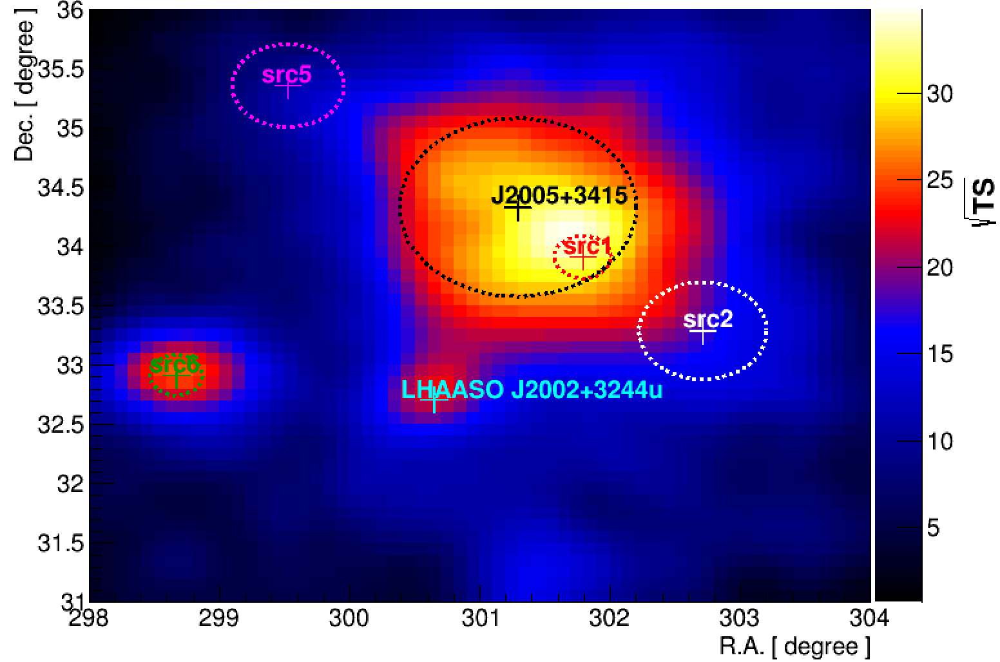 36
35.5
35
34.5
34
33.5
33
32.5
32
31.5
31
Dec. [ degree ]
298 299 300 301 302 303 304
R.A. [ degree ]
src5
J2005+3415
src1
src2
src6
LHAASO J2002+3244u
30
25
20
15
10
5
√TS